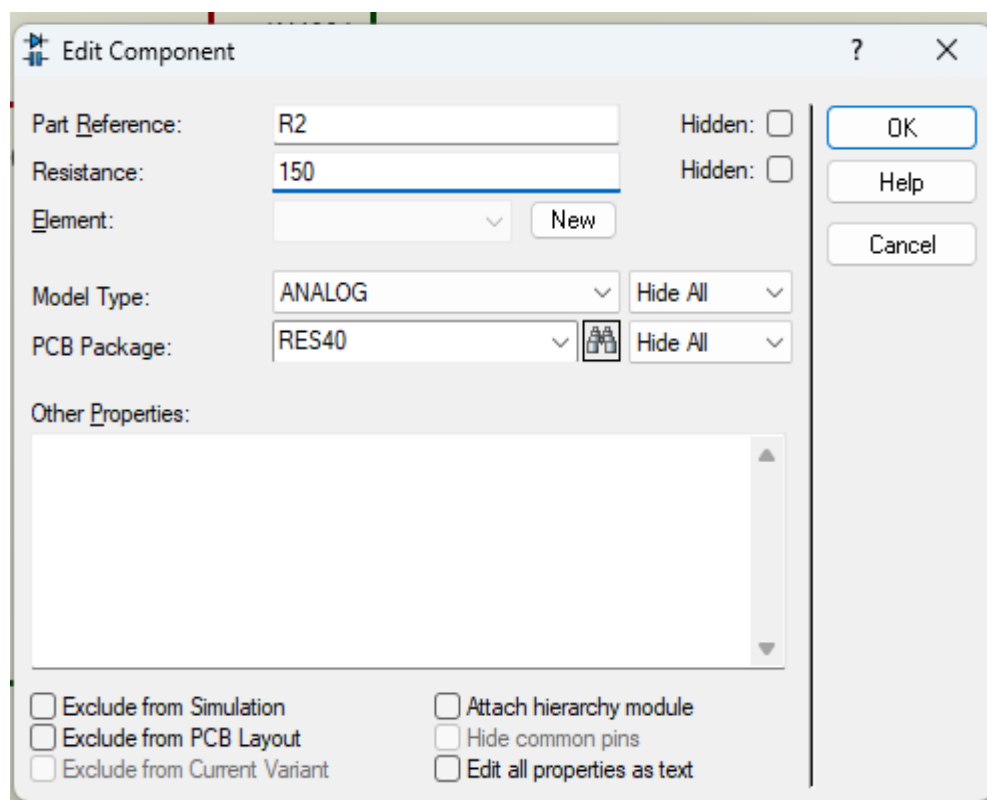 Edit Component
?
Part Reference:
R2
Hidden:
OK
Resistance:
150
Hidden:
Help
Element:
New
Cancel
Model Type:
ANALOG
Hide All
PCB Package:
RES40
Hide All
Other Properties:
Exclude from Simulation
Attach hierarchy module
Exclude from PCB Layout
Hide common pins
Exclude from Current Variant
Edit all properties as text